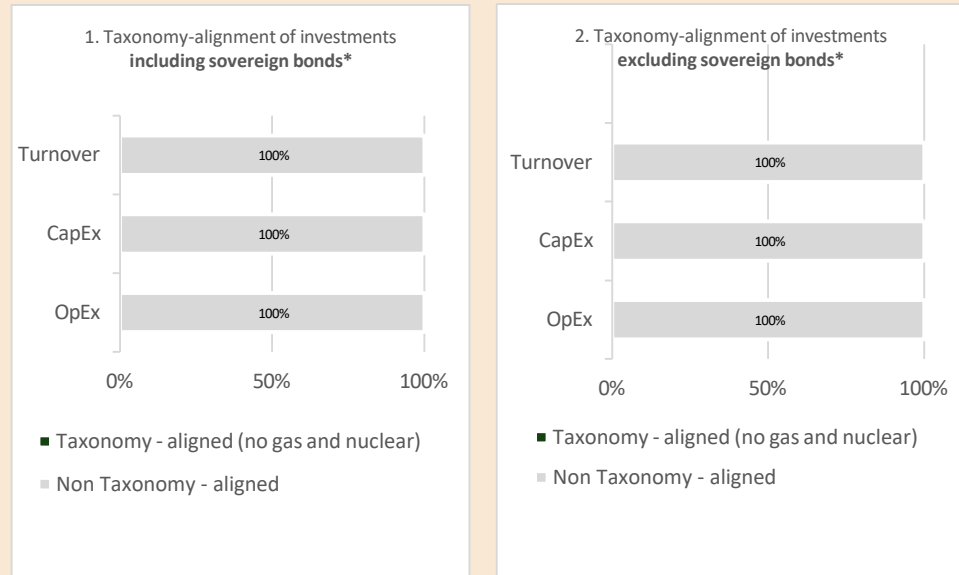 1. Taxonomy-alignment of investments
including sovereign bonds*
Turnover
100%
CapEx
100%
OpEx
100%
0%
50%
100%
Taxonomy - aligned (no gas and nuclear)
Non Taxonomy - aligned
2. Taxonomy-alignment of investments
excluding sovereign bonds*
Turnover
100%
CapEx
100%
OpEx
100%
0%
50%
100%
Taxonomy - aligned (no gas and nuclear)
Non Taxonomy - aligned